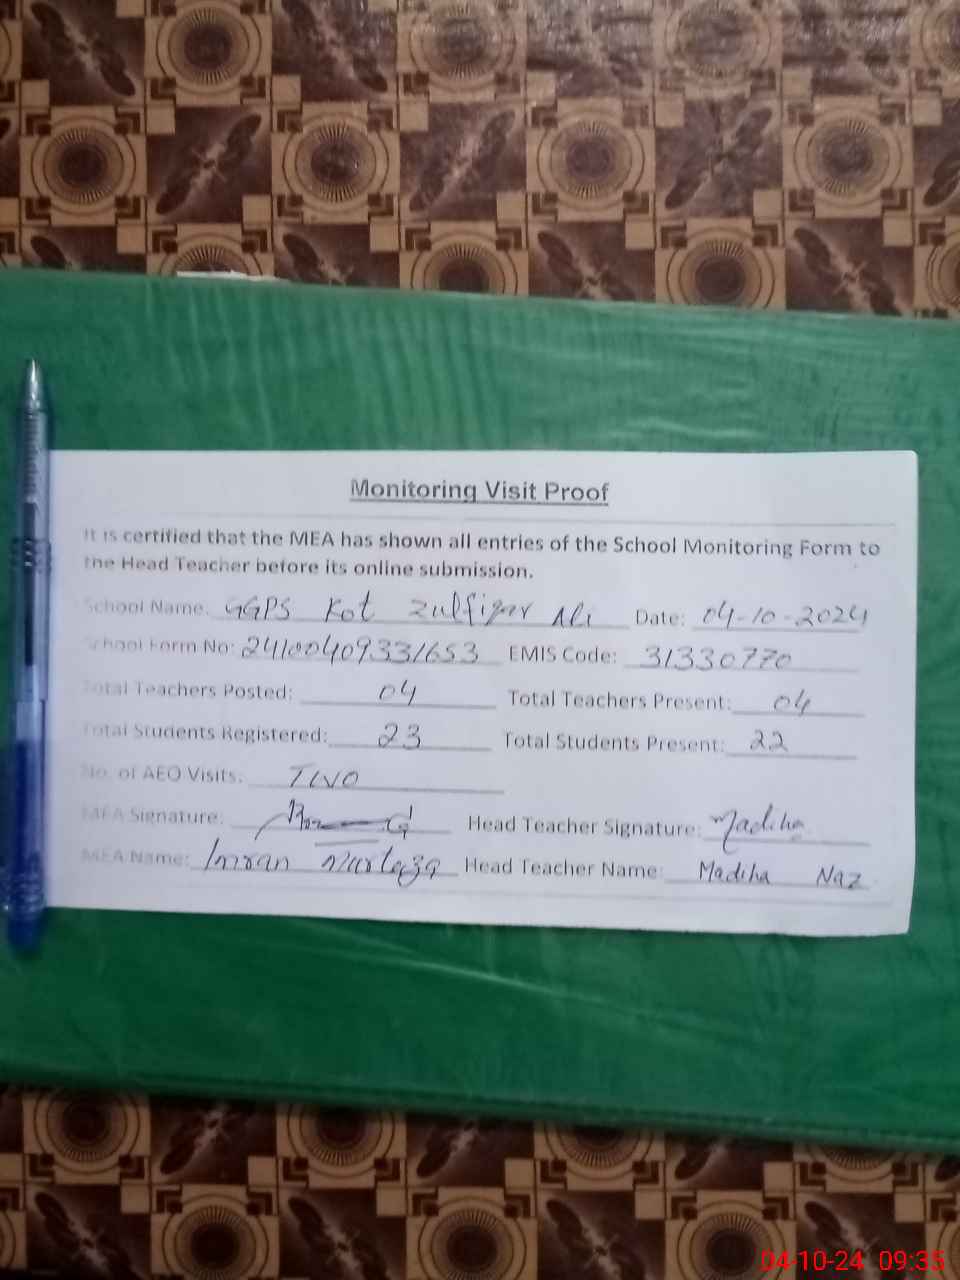 Monitoring Visit Proof
It is certified that the MEA has shown all entries of the School Monitoring Form to
the Head Teacher before its online submission.
School Name: GGPS Kot Zulfiqar Ali Date: 04-10-2024
School Form No: 24100409331653 EMIS Code: 31330770
Total Teachers Posted: 04 Total Teachers Present: 04
Total Students Registered: 23 Total Students Present: 22
No. of AEO Visits: TWO
MEA Signature: Head Teacher Signature: Madiha
MEA Name: Imran Murtaza Head Teacher Name: Madiha Naz
04-10-24 09:35